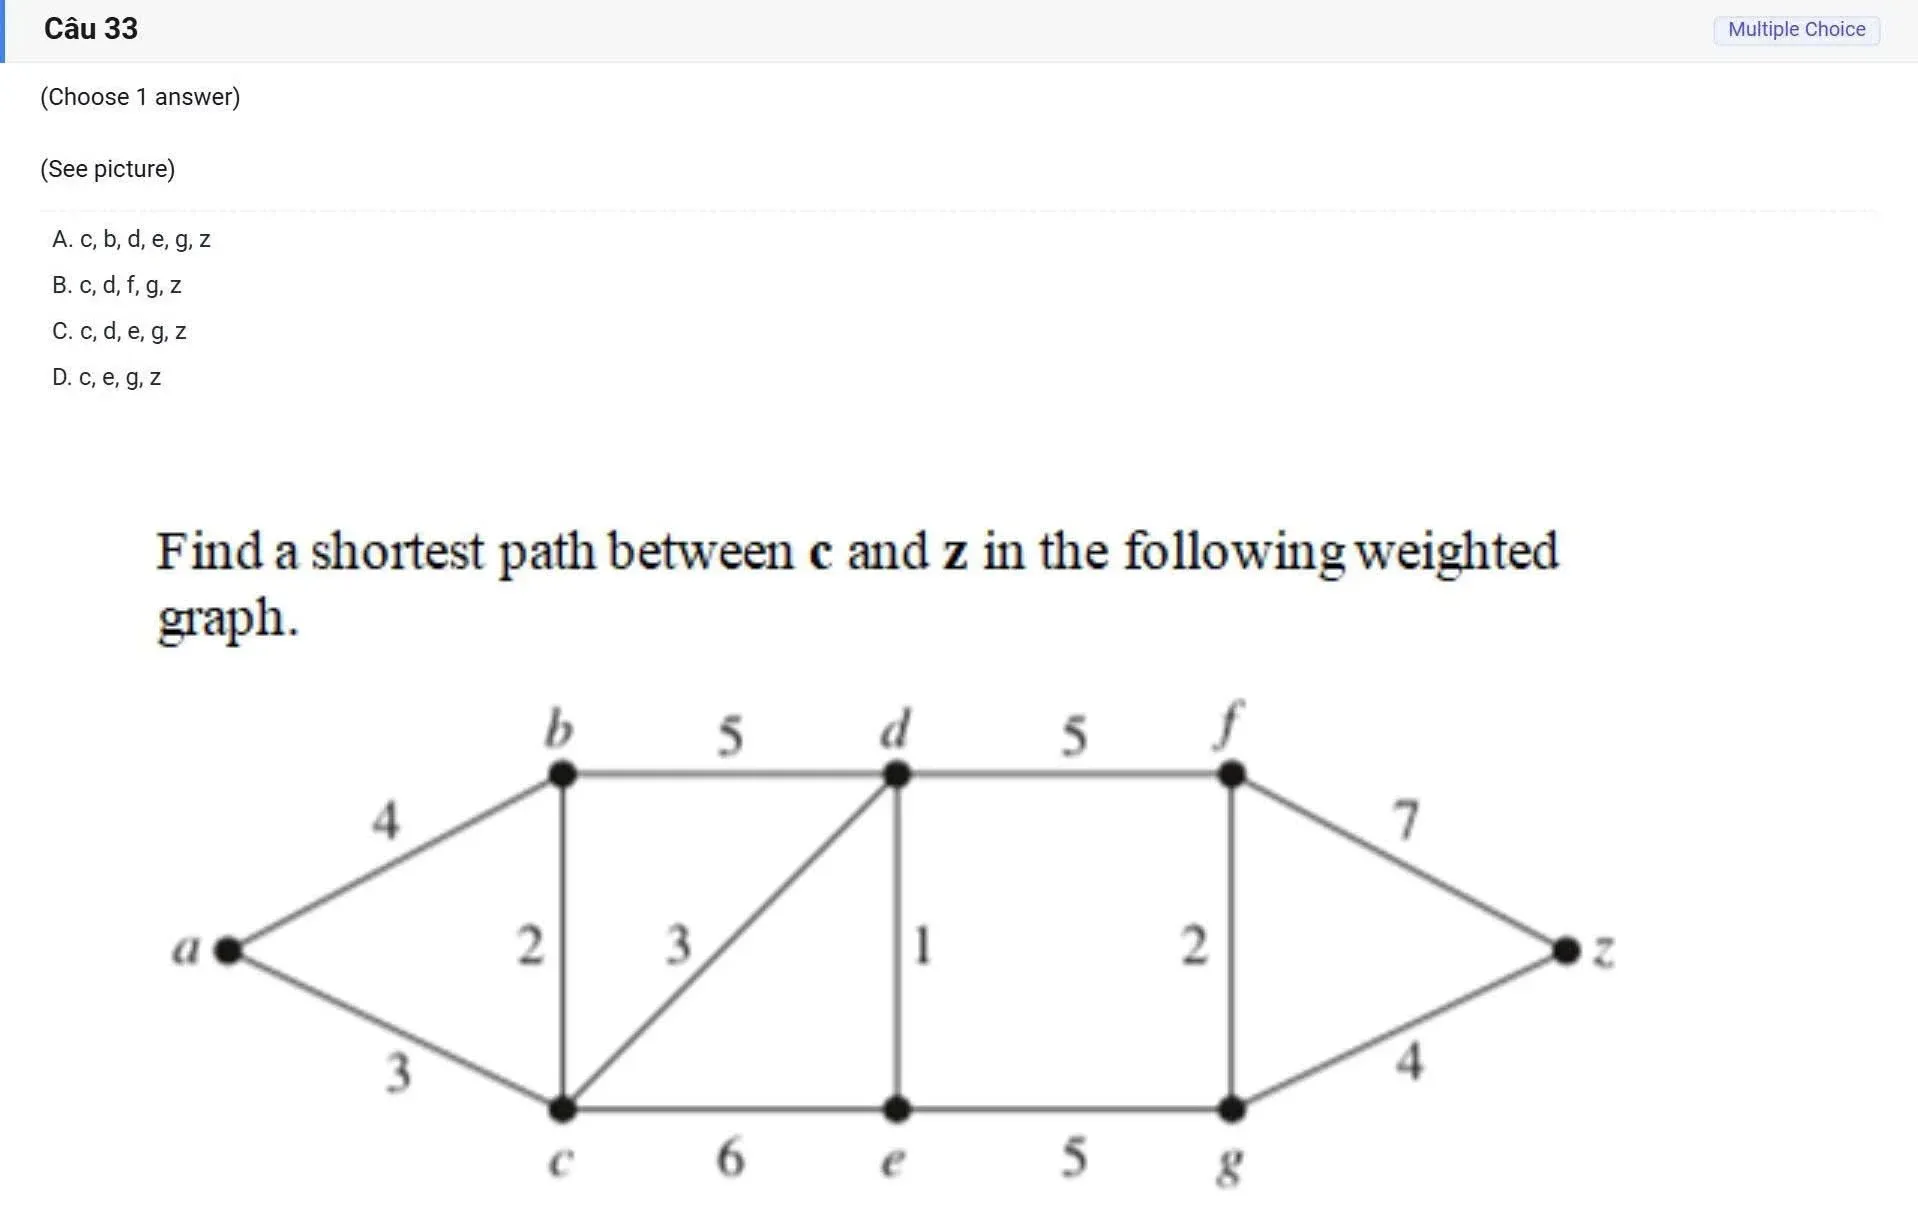 Câu 33
Multiple Choice
(Choose 1 answer)
(See picture)
A. c, b, d, e, g, z
B. c, d, f, g, z
C. c, d, e, g, z
D. c, e, g, z
Find a shortest path between c and z in the following weighted
graph.
b 5 d 5 f
4 7
a 2 3 1 2 z
3 4
c 6 e 5 g